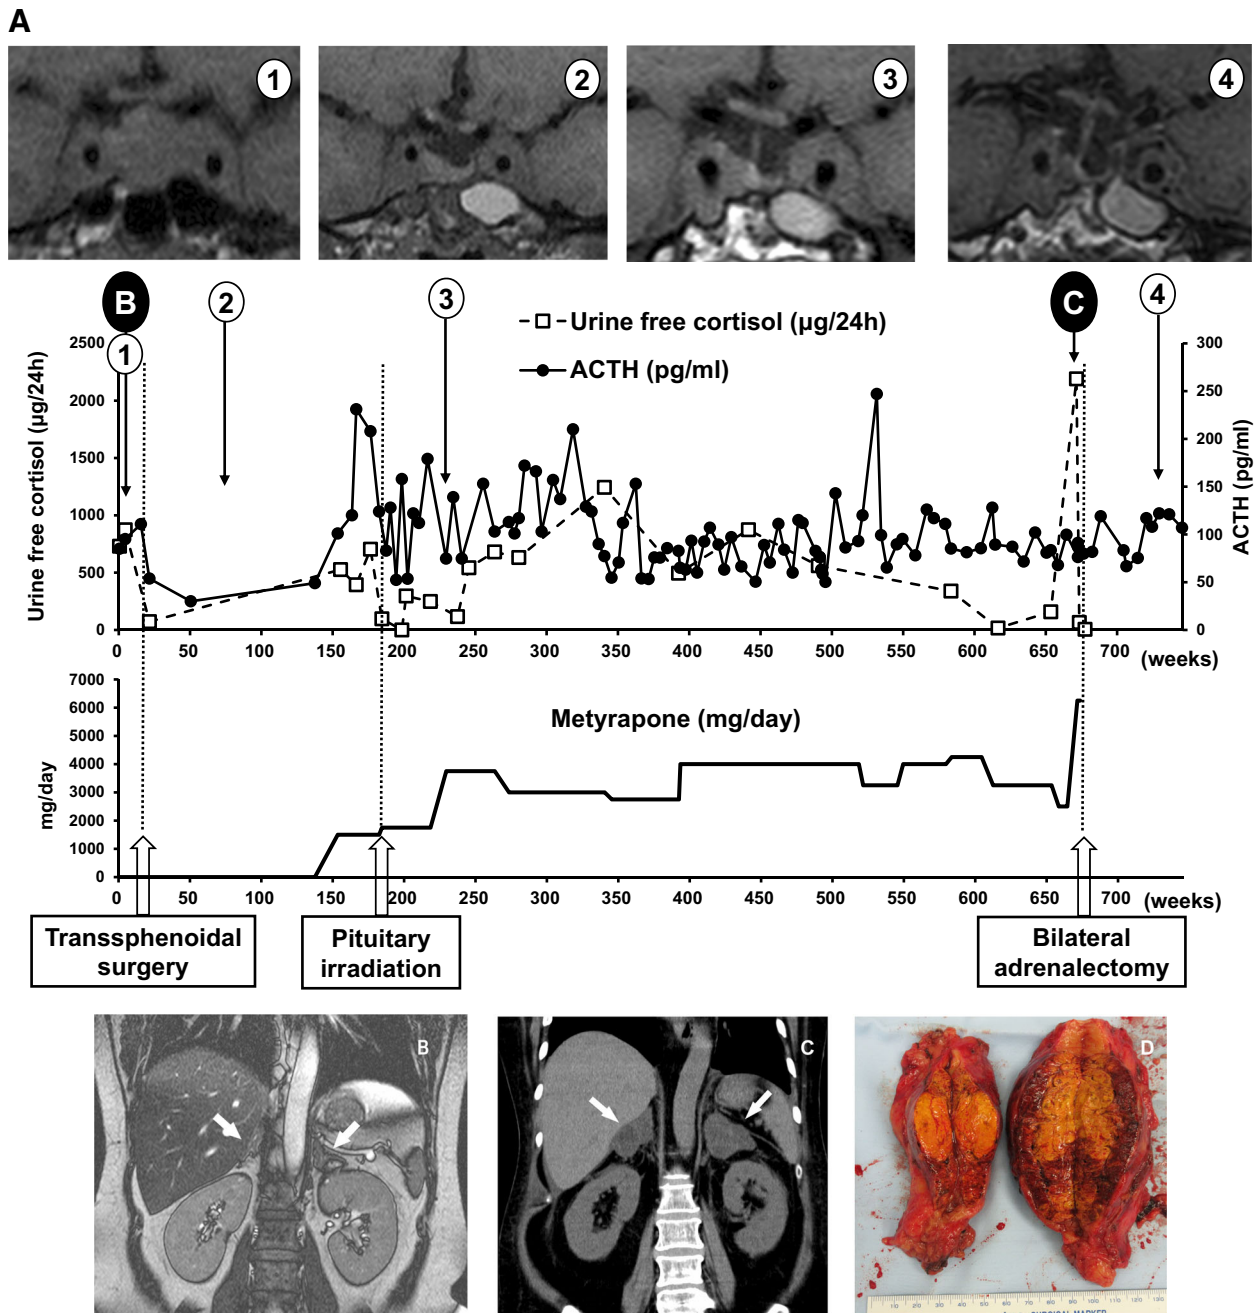 A
1 2 3 4
B 1 2 3 C 4
Urine free cortisol (µg/24h)
ACTH (pg/ml)
Urine free cortisol (µg/24h)
2500
2000
1500
1000
500
0
ACTH (pg/ml)
300
250
200
150
100
50
0
0 50 100 150 200 250 300 350 400 450 500 550 600 650 700 (weeks)
Metyrapone (mg/day)
mg/day
7000
6000
5000
4000
3000
2000
1000
0
0 50 100 150 200 250 300 350 400 450 500 550 600 650 700 (weeks)
Transsphenoidal
surgery
Pituitary
irradiation
Bilateral
adrenalectomy
B
C
D